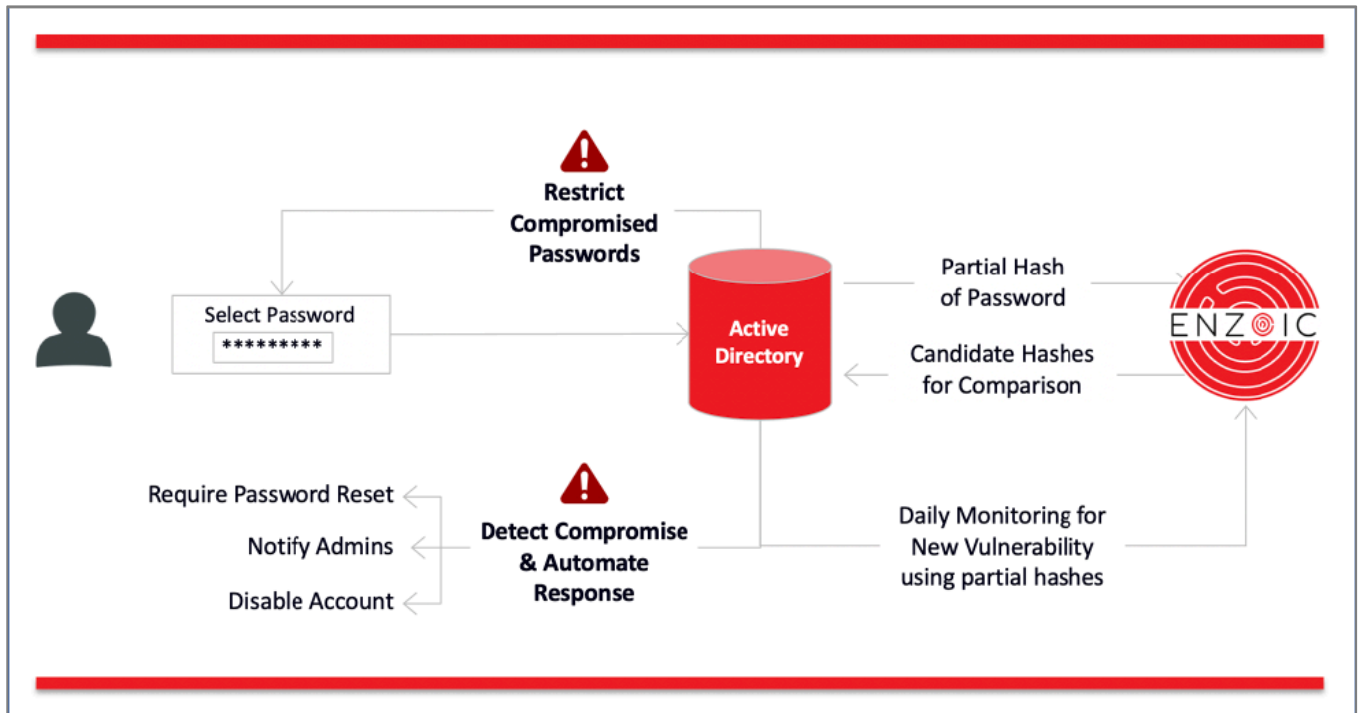 Restrict
Compromised
Passwords
Select Password
*********
Active
Directory
Partial Hash
of Password
ENZOIC
Candidate Hashes
for Comparison
Require Password Reset
Notify Admins
Disable Account
Detect Compromise
& Automate
Response
Daily Monitoring for
New Vulnerability
using partial hashes